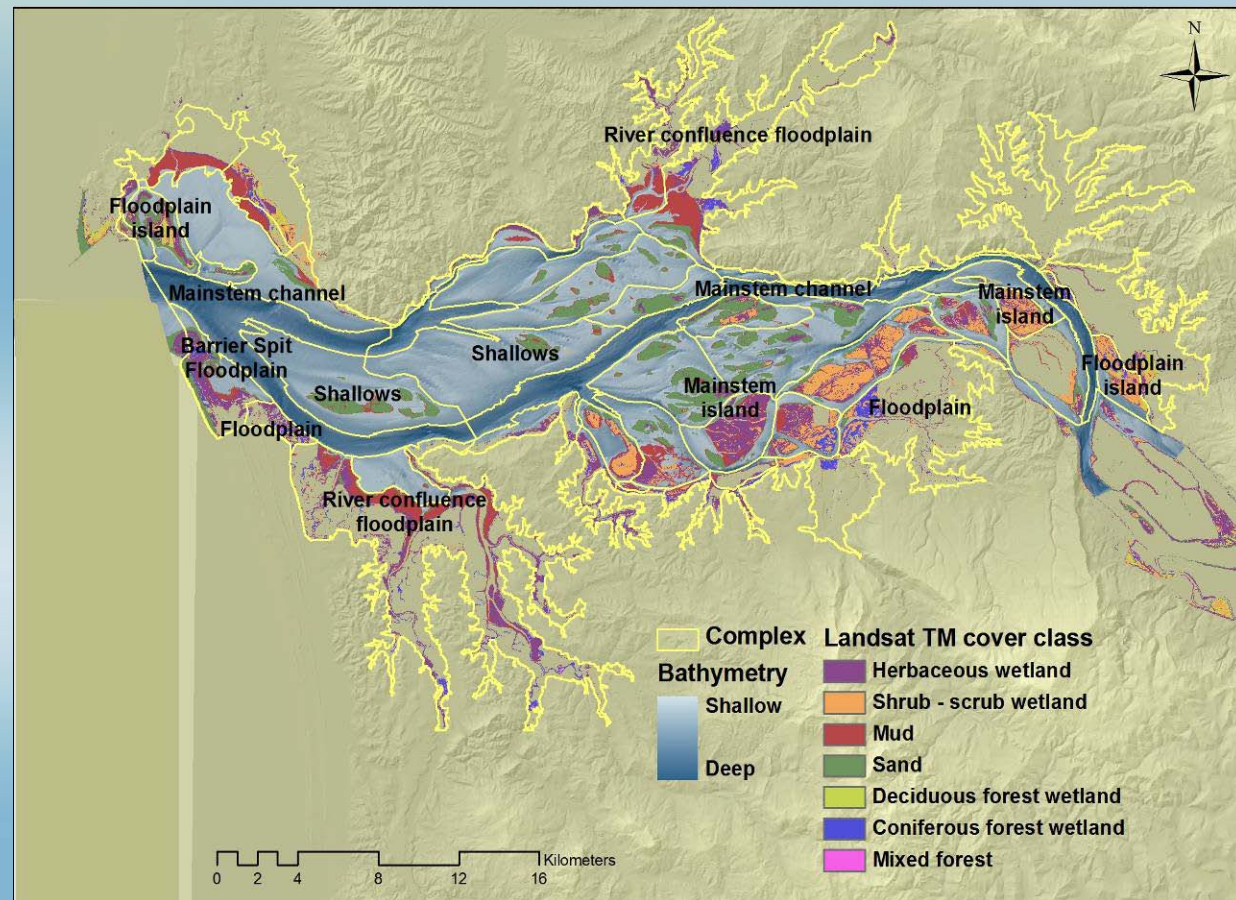 N
River confluence floodplain
Floodplain
island
Mainstem channel
Mainstem channel
Mainstem
island
Barrier Spit
Floodplain
Shallows
Floodplain
island
Shallows
Mainstem
island
Floodplain
Floodplain
River confluence
floodplain
Complex
Bathymetry
Shallow
Deep
Landsat TM cover class
Herbaceous wetland
Shrub - scrub wetland
Mud
Sand
Deciduous forest wetland
Coniferous forest wetland
Mixed forest
Kilometers
0 2 4 8 12 16